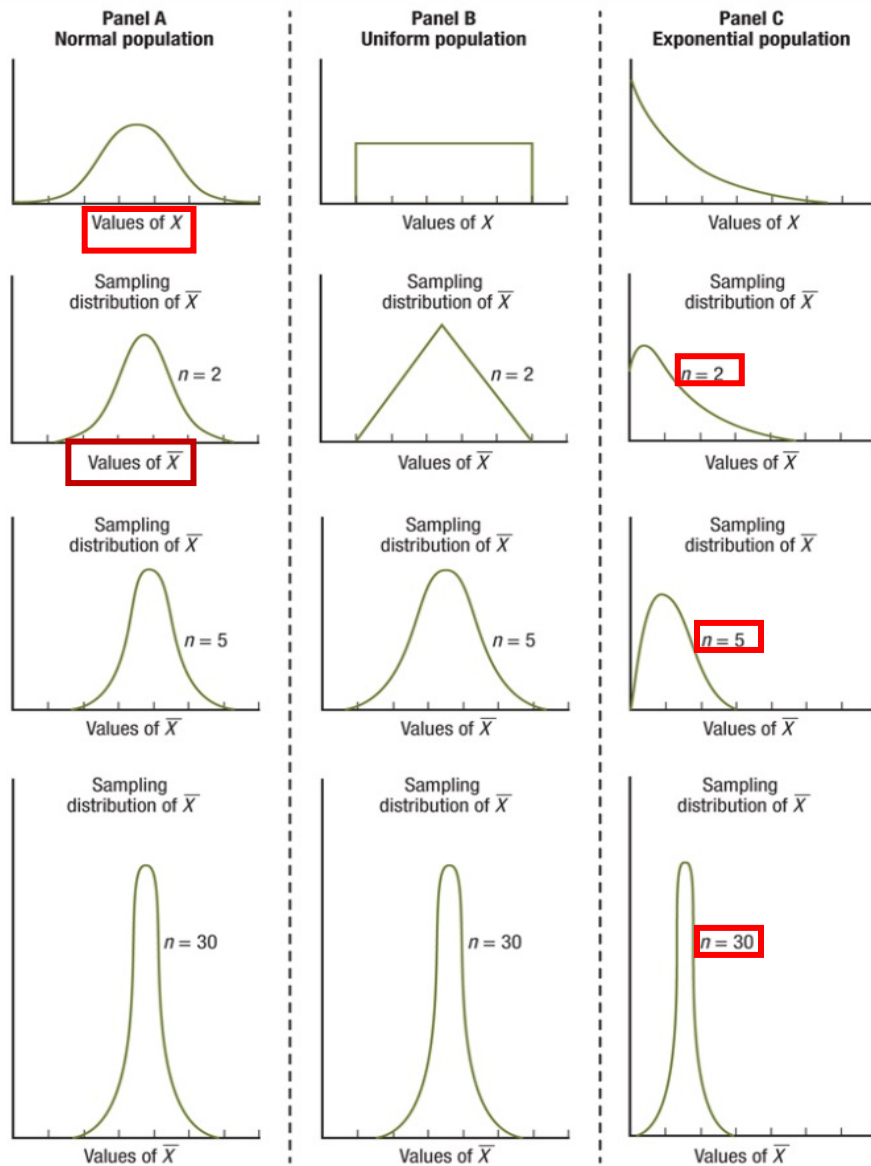 Panel A
Normal population
Panel B
Uniform population
Panel C
Exponential population
Values of X
Values of X
Values of X
Sampling
distribution of X̅
n = 2
Values of X̅
Sampling
distribution of X̅
n = 2
Values of X̅
Sampling
distribution of X̅
n = 2
Values of X̅
Sampling
distribution of X̅
n = 5
Values of X̅
Sampling
distribution of X̅
n = 5
Values of X̅
Sampling
distribution of X̅
n = 5
Values of X̅
Sampling
distribution of X̅
n = 30
Values of X̅
Sampling
distribution of X̅
n = 30
Values of X̅
Sampling
distribution of X̅
n = 30
Values of X̅